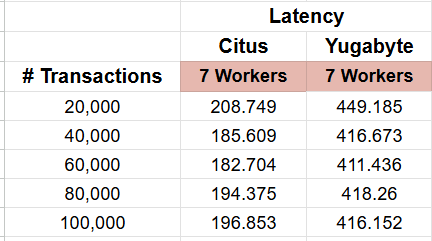 Latency
Citus Yugabyte
# Transactions 7 Workers 7 Workers
20,000 208.749 449.185
40,000 185.609 416.673
60,000 182.704 411.436
80,000 194.375 418.26
100,000 196.853 416.152